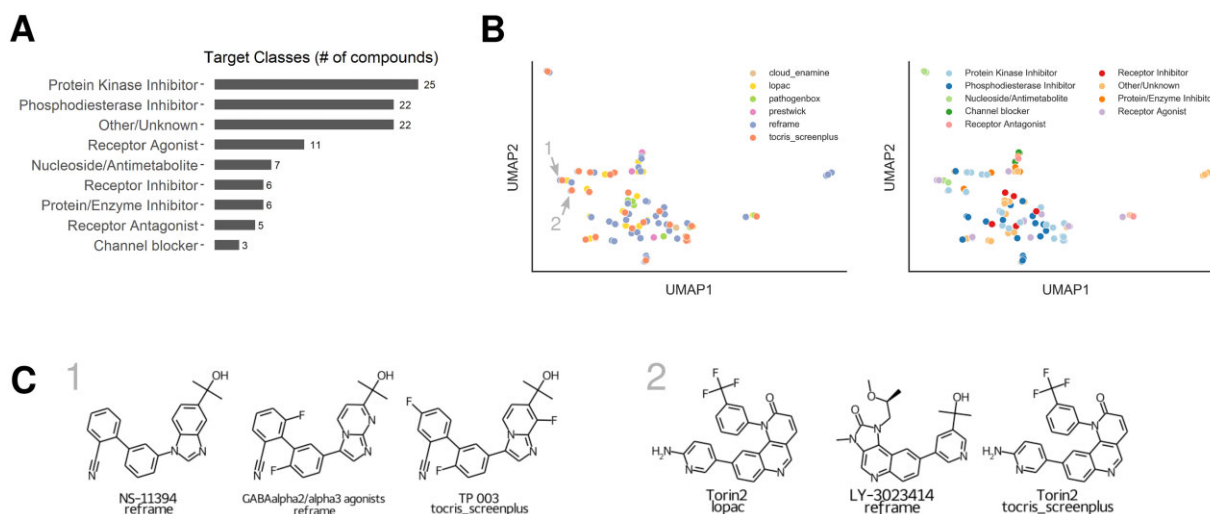 A
Target Classes (# of compounds)
Protein Kinase Inhibitor
25
Phosphodiesterase Inhibitor
22
Other/Unknown
22
Receptor Agonist
11
Nucleoside/Antimetabolite
7
Receptor Inhibitor
6
Protein/Enzyme Inhibitor
6
Receptor Antagonist
5
Channel blocker
3
B
UMAP2
cloud_enamine
lopac
pathogenbox
prestwick
reframe
tocris_screenplus
1
2
UMAP1
UMAP2
Protein Kinase Inhibitor
Phosphodiesterase Inhibitor
Nucleoside/Antimetabolite
Channel blocker
Receptor Antagonist
Receptor Inhibitor
Other/Unknown
Protein/Enzyme Inhibito
Receptor Agonist
UMAP1
C
1
OH
N
N
N
NS-11394
reframe
OH
F
N
N
N
N
F
GABAalpha2/alpha3 agonists
reframe
OH
F
F
N
N
N
F
TP 003
tocris_screenplus
2
F
F
F
O
N
H2N
N
N
Torin2
lopac
O
O
N
N
OH
N
N
LY-3023414
reframe
F
F
F
O
N
H2N
N
N
Torin2
tocris_screenplus